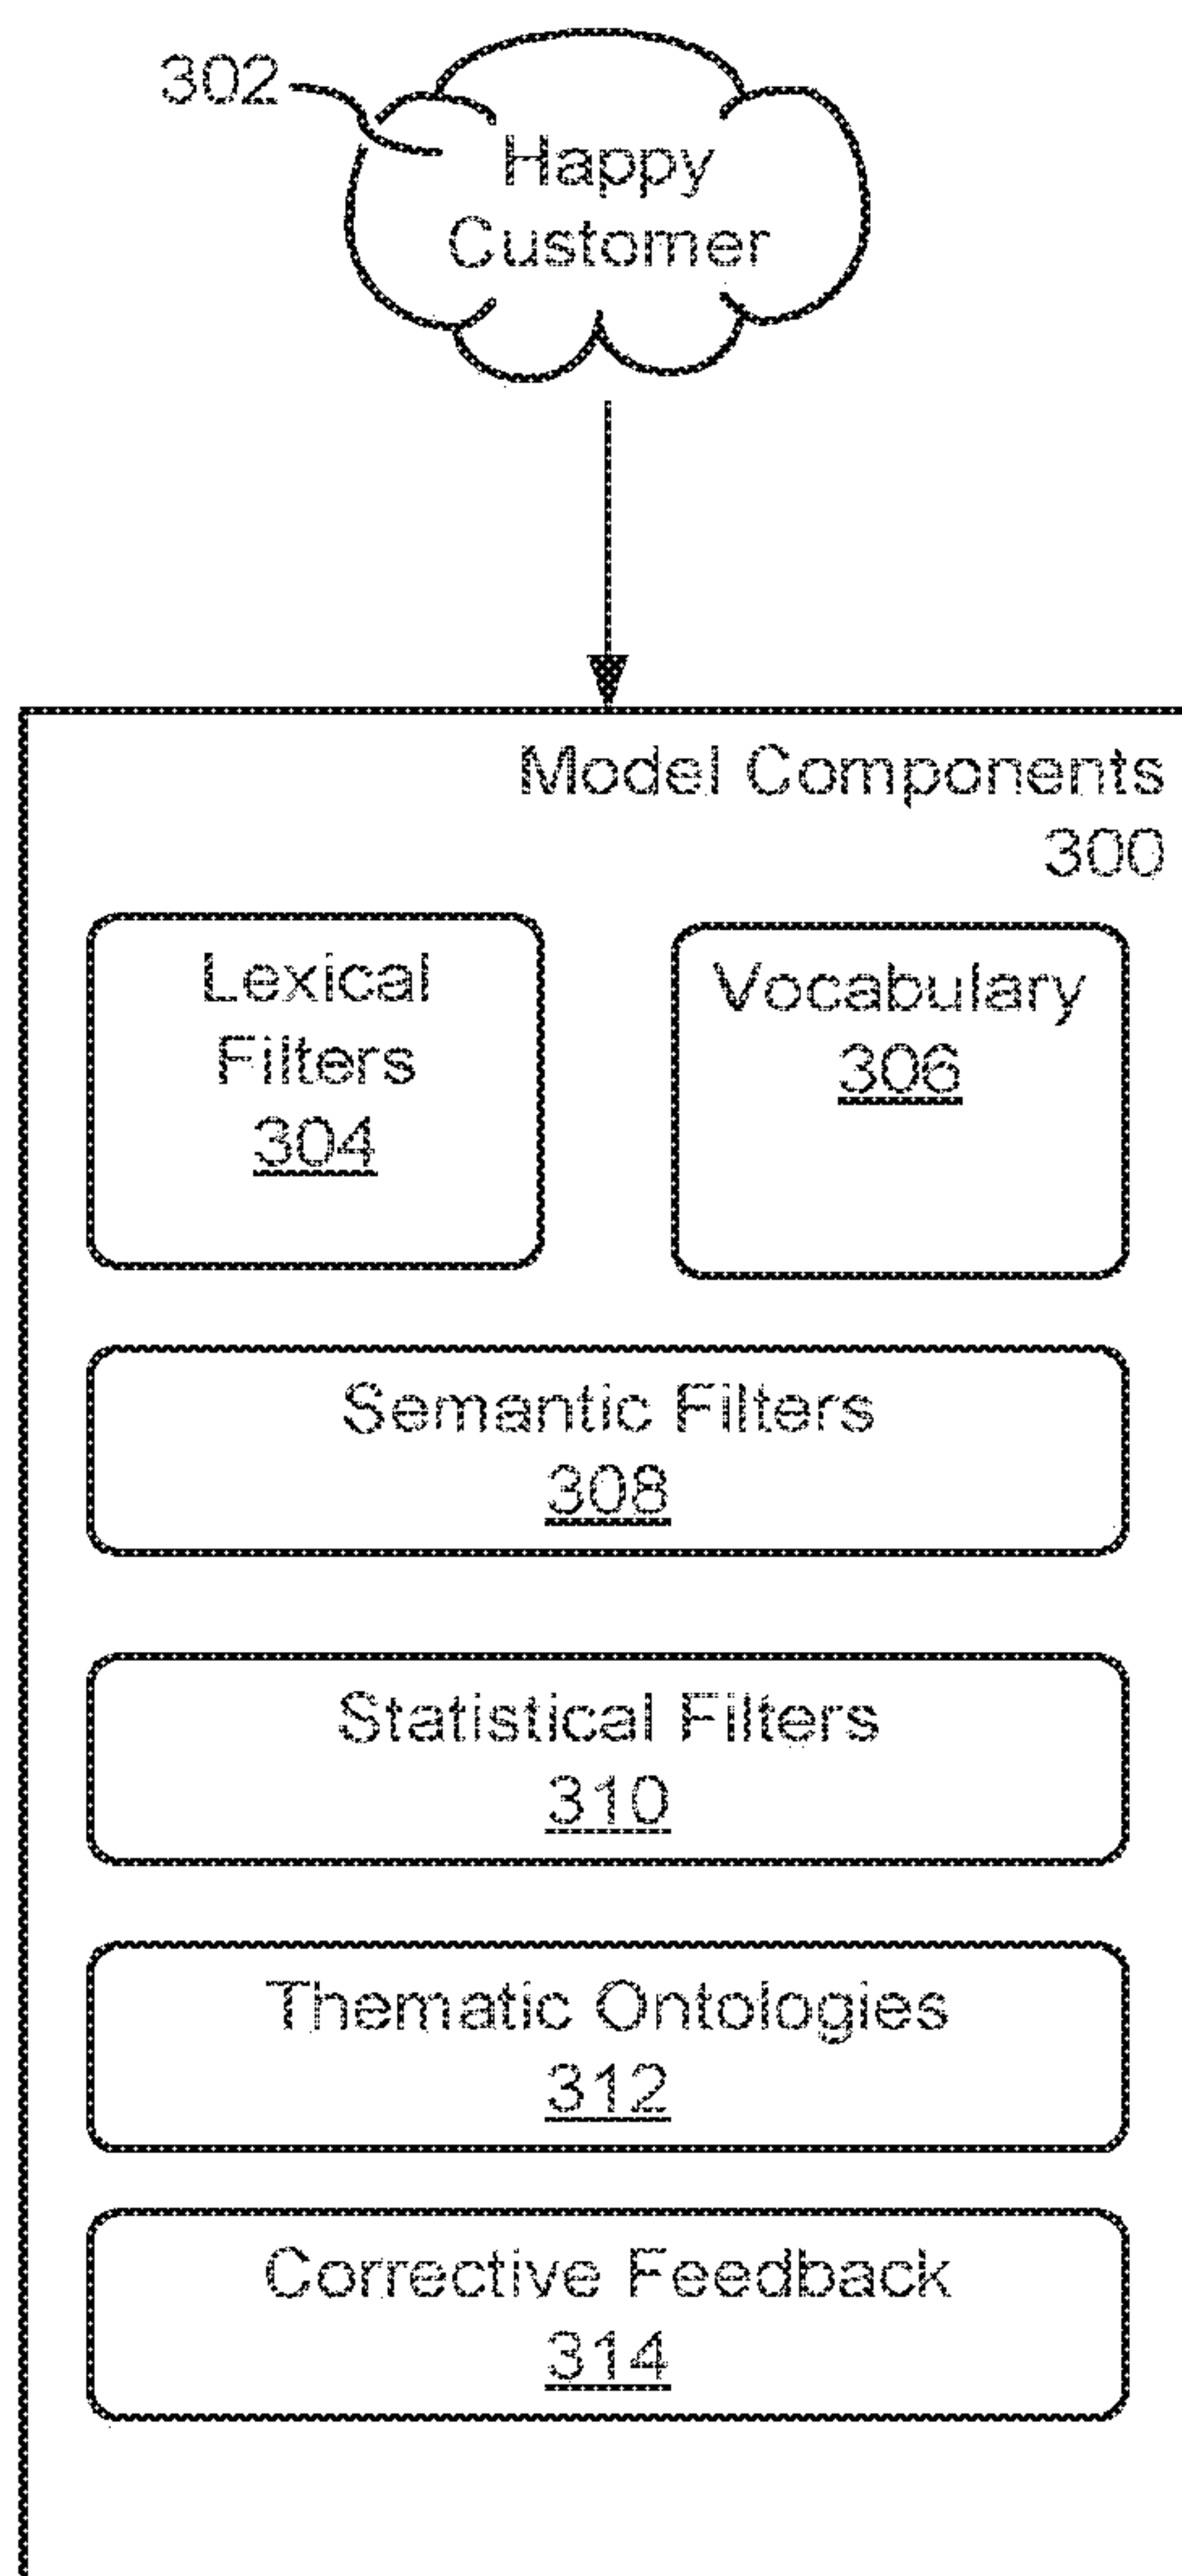 302
Happy
Customer
Model Components
300
Lexical
Filters
304
Vocabulary
306
Semantic Filters
308
Statistical Filters
310
Thematic Ontologies
312
Corrective Feedback
314